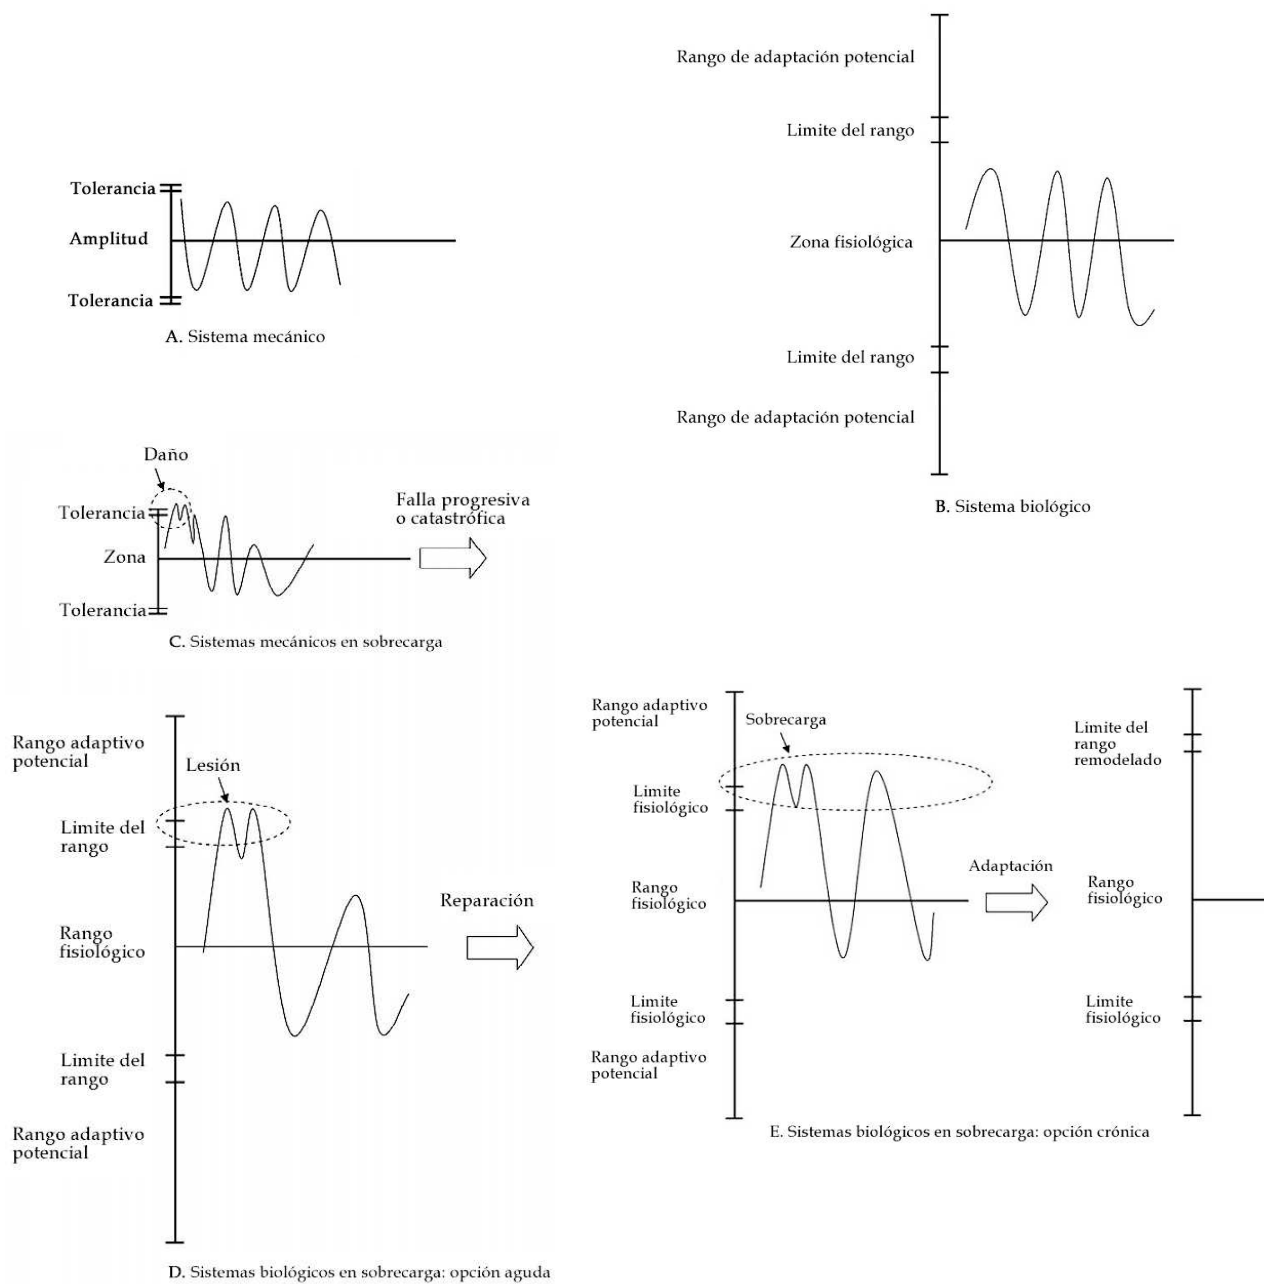 Tolerancia
Amplitud
Tolerancia
A. Sistema mecánico
Rango de adaptación potencial
Limite del rango
Zona fisiológica
Limite del rango
Rango de adaptación potencial
B. Sistema biológico
Daño
Tolerancia
Zona
Tolerancia
Falla progresiva
o catastrófica
C. Sistemas mecánicos en sobrecarga
Rango adaptivo
potencial
Lesión
Limite del
rango
Rango
fisiológico
Reparación
Limite del
rango
Rango adaptivo
potencial
D. Sistemas biológicos en sobrecarga: opción aguda
Rango adaptivo
potencial
Sobrecarga
Limite
fisiológico
Rango
fisiológico
Limite
fisiológico
Rango adaptivo
potencial
Adaptación
Limite del
rango
remodelado
Rango
fisiológico
Limite
fisiológico
E. Sistemas biológicos en sobrecarga: opción crónica